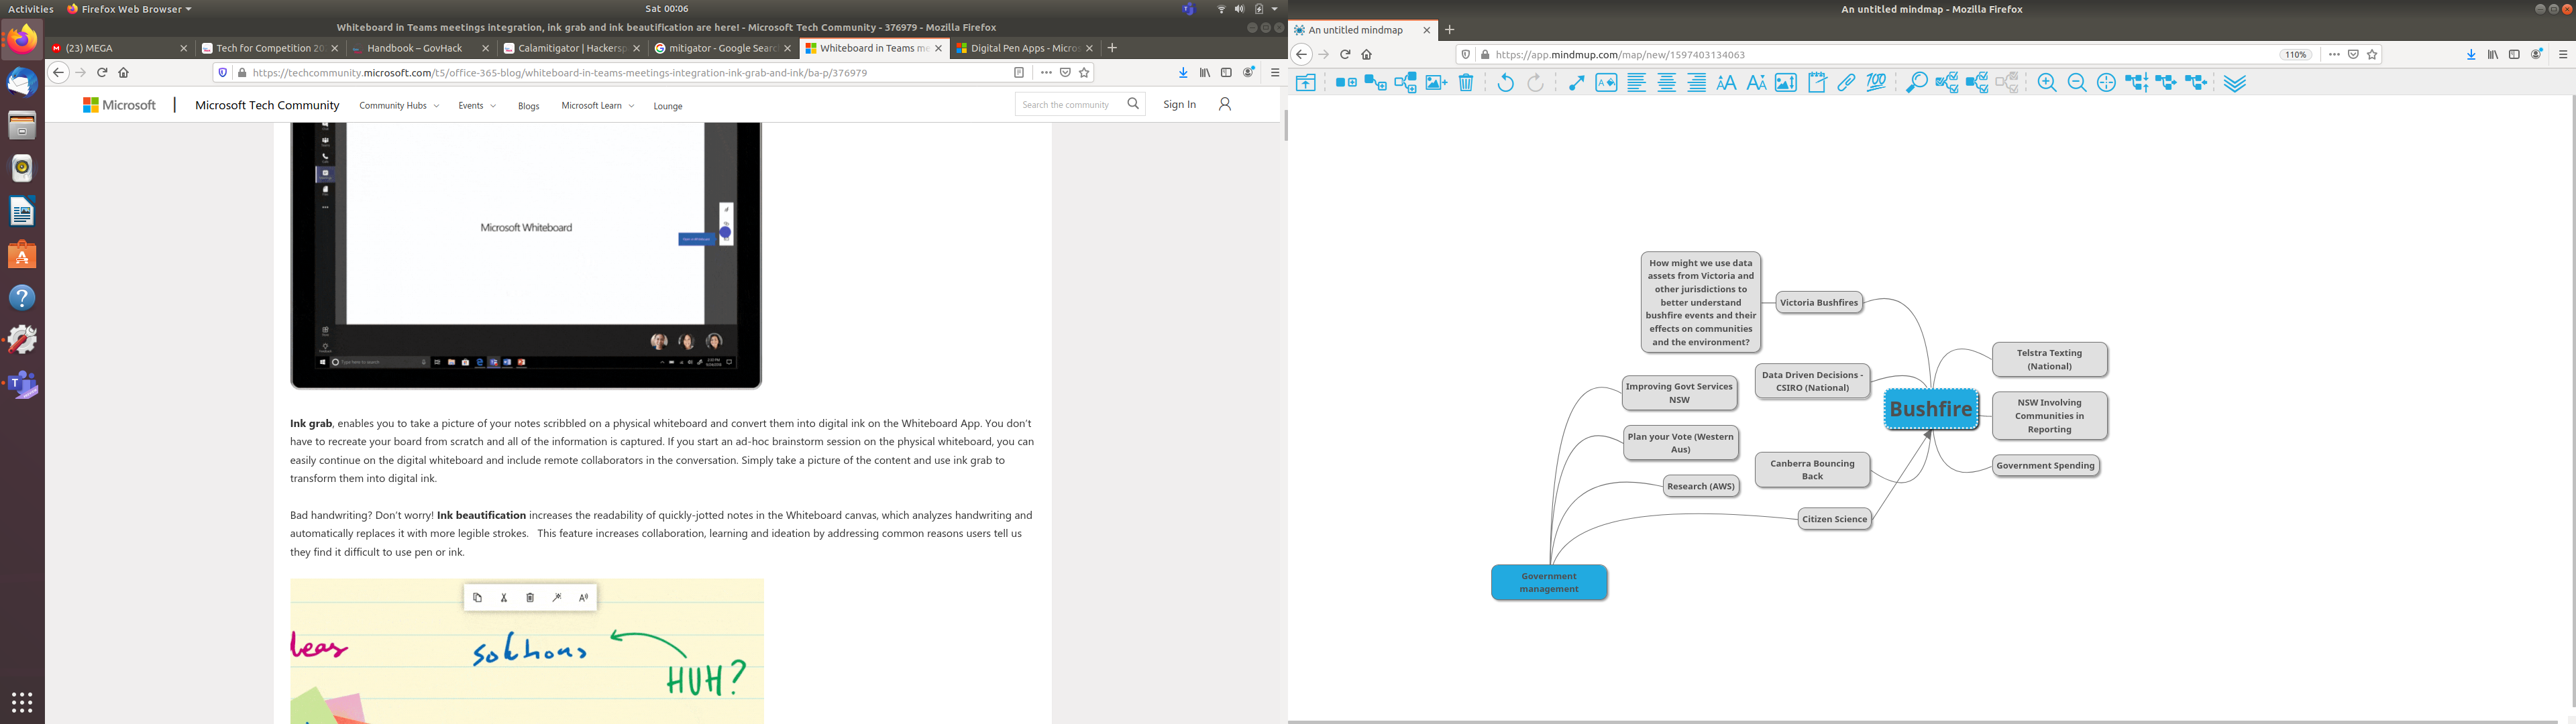 Activities
Firefox Web Browser
Sat 00:06
Whiteboard in Teams meetings integration, ink grab and ink beautification are here! - Microsoft Tech Community - 376979 - Mozilla Firefox
(23) MEGA
Tech for Competition 20
Handbook – GovHack
Calamitigator | Hackersp
mitigator - Google Searc
Whiteboard in Teams me
Digital Pen Apps - Micros
https://techcommunity.microsoft.com/t5/office-365-blog/whiteboard-in-teams-meetings-integration-ink-grab-and-ink/ba-p/376979
Microsoft
Microsoft Tech Community
Community Hubs
Events
Blogs
Microsoft Learn
Lounge
Search the community
Sign In
Microsoft Whiteboard
Type here to search
Ink grab, enables you to take a picture of your notes scribbled on a physical whiteboard and convert them into digital ink on the Whiteboard App. You don't
have to recreate your board from scratch and all of the information is captured. If you start an ad-hoc brainstorm session on the physical whiteboard, you can
easily continue on the digital whiteboard and include remote collaborators in the conversation. Simply take a picture of the content and use ink grab to
transform them into digital ink.
Bad handwriting? Don't worry! Ink beautification increases the readability of quickly-jotted notes in the Whiteboard canvas, which analyzes handwriting and
automatically replaces it with more legible strokes. This feature increases collaboration, learning and ideation by addressing common reasons users tell us
they find it difficult to use pen or ink.
deas
solutions
HUH?
An untitled mindmap - Mozilla Firefox
An untitled mindmap
https://app.mindmup.com/map/new/1597403134063
110%
How might we use data
assets from Victoria and
other jurisdictions to
better understand
bushfire events and their
effects on communities
and the environment?
Victoria Bushfires
Data Driven Decisions -
CSIRO (National)
Improving Govt Services
NSW
Plan your Vote (Western
Aus)
Research (AWS)
Canberra Bouncing
Back
Citizen Science
Government
management
Bushfire
Telstra Texting
(National)
NSW Involving
Communities in
Reporting
Government Spending